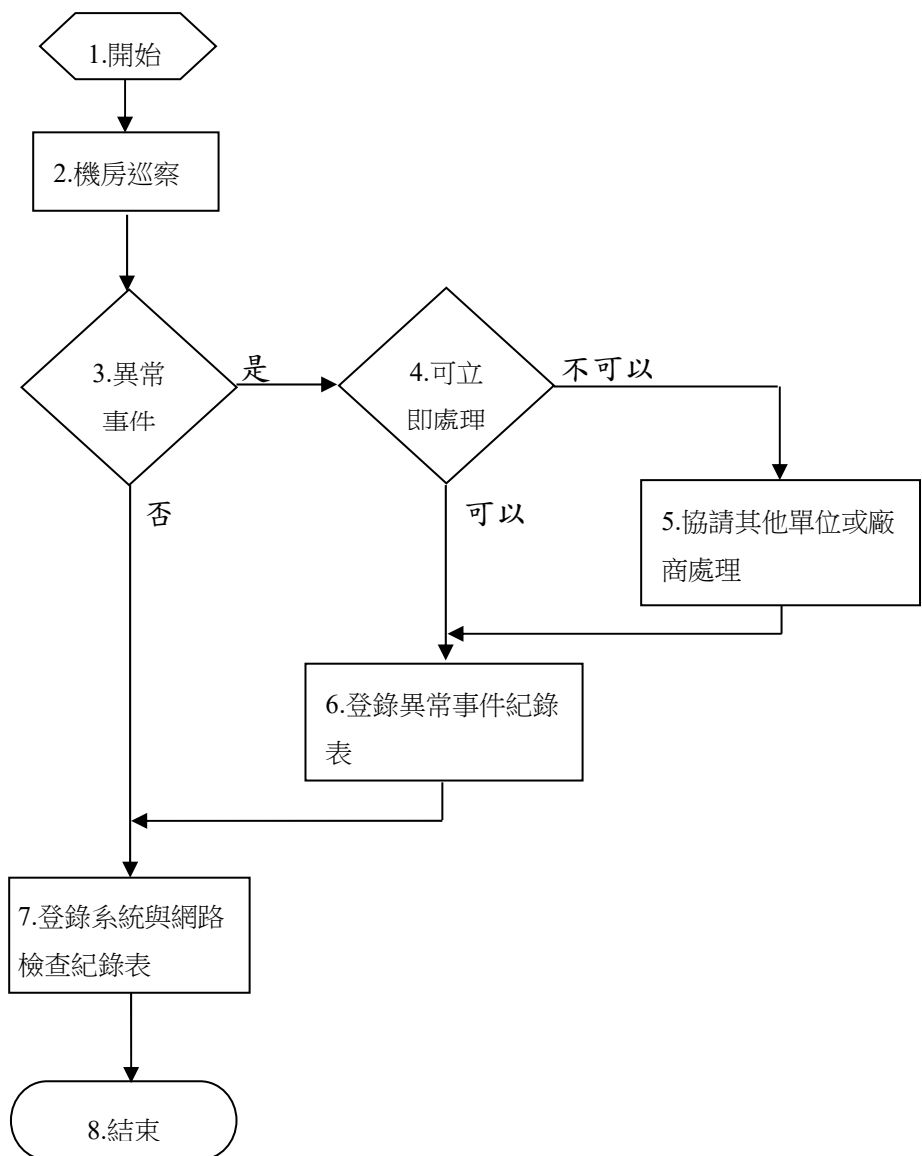 1.開始
2.機房巡察
3.異常
事件
是
4.可立
即處理
不可以
否
可以
5.協請其他單位或廠
商處理
6.登錄異常事件紀錄
表
7.登錄系統與網路
檢查紀錄表
8.結束